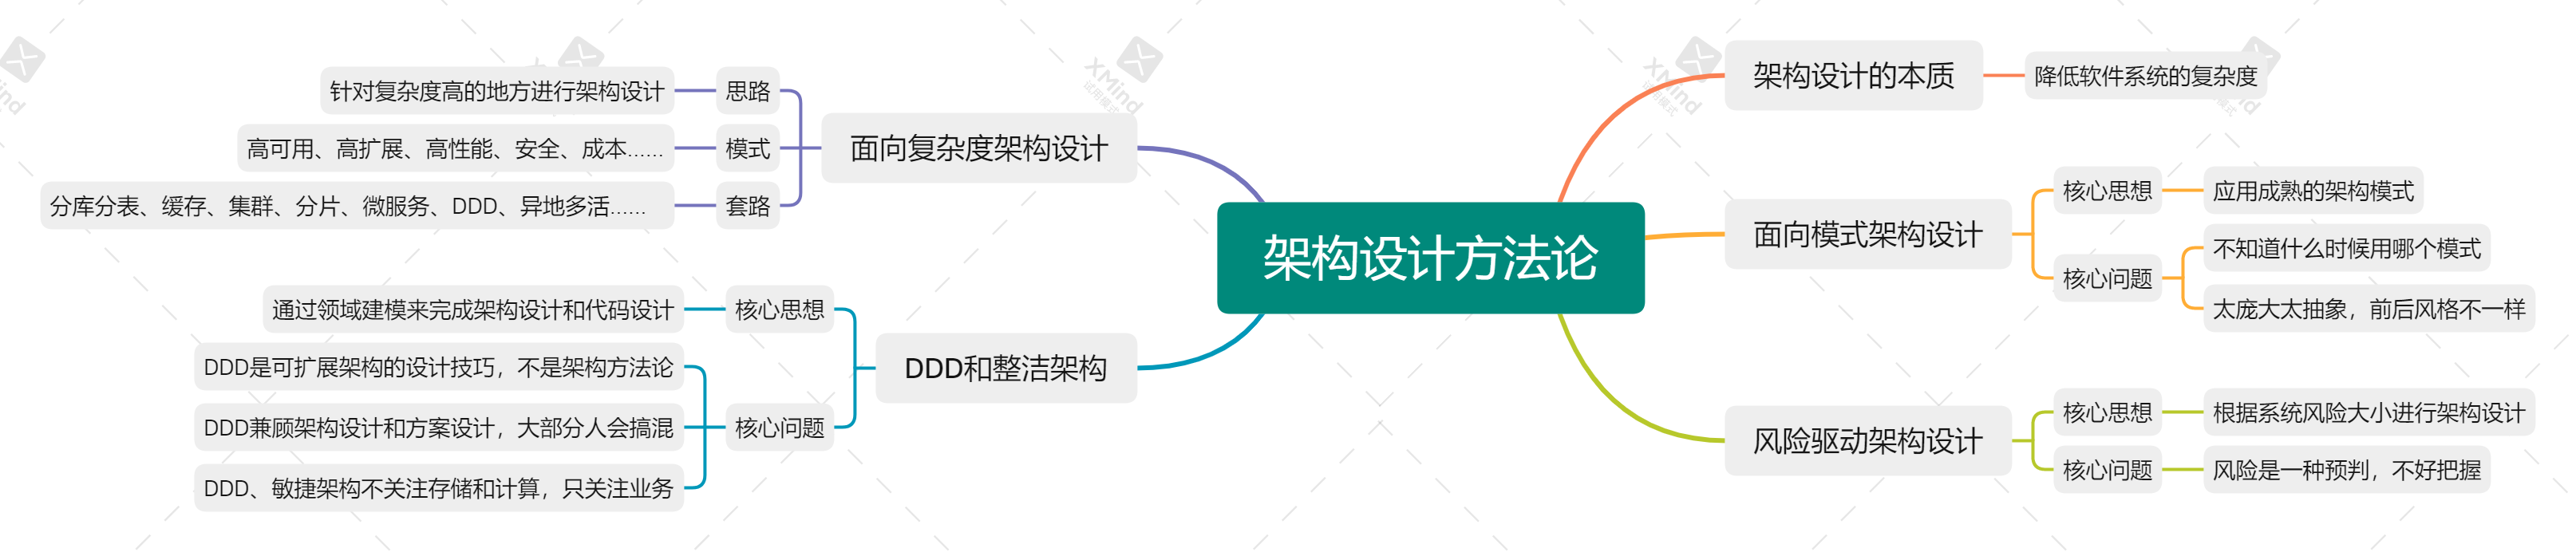 架构设计方法论
架构设计的本质
降低软件系统的复杂度
面向模式架构设计
核心思想
应用成熟的架构模式
核心问题
不知道什么时候用哪个模式
太庞大太抽象，前后风格不一样
风险驱动架构设计
核心思想
根据系统风险大小进行架构设计
核心问题
风险是一种预判，不好把握
面向复杂度架构设计
思路
针对复杂度高的地方进行架构设计
模式
高可用、高扩展、高性能、安全、成本……
套路
分库分表、缓存、集群、分片、微服务、DDD、异地多活……
DDD和整洁架构
核心思想
通过领域建模来完成架构设计和代码设计
核心问题
DDD是可扩展架构的设计技巧，不是架构方法论
DDD兼顾架构设计和方案设计，大部分人会搞混
DDD、敏捷架构不关注存储和计算，只关注业务
XMind
试用模式
XMind
试用模式